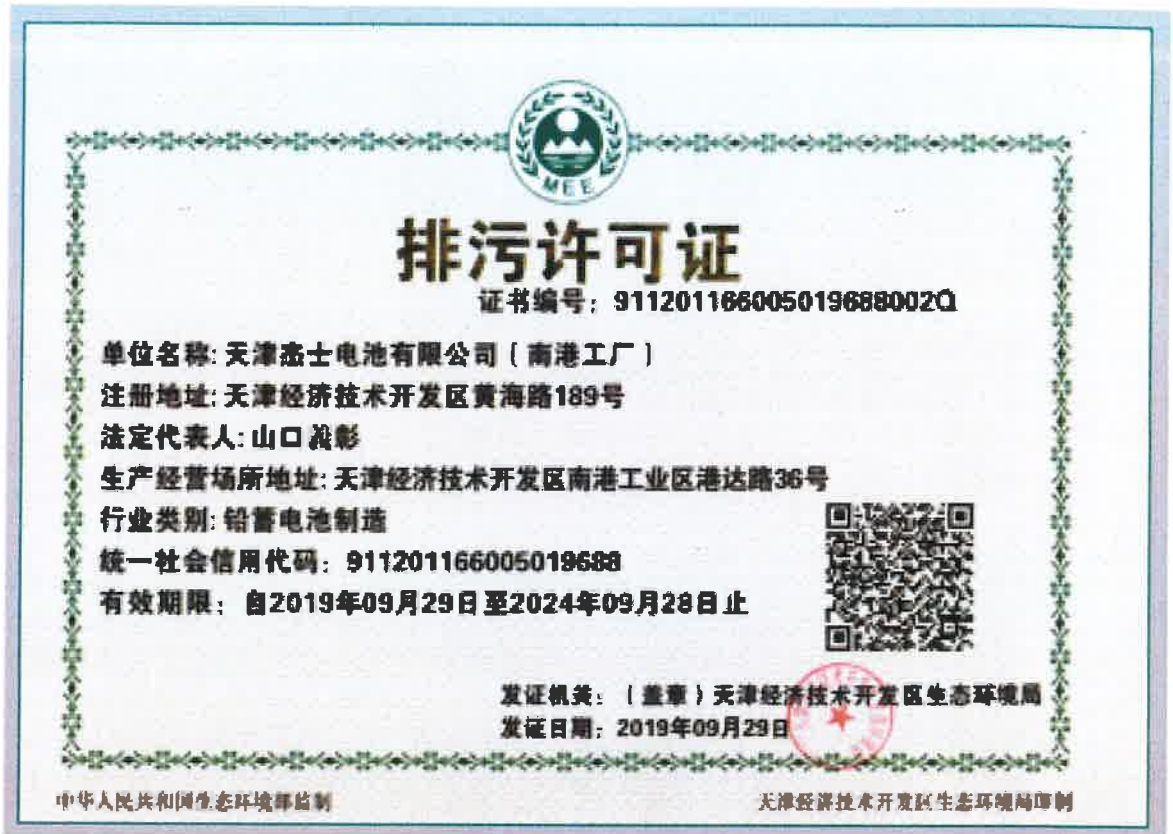 MEE
排污许可证
证书编号：911201166005019688002Q
单位名称:天津杰士电池有限公司（南港工厂）
注册地址:天津经济技术开发区黄海路189号
法定代表人:山口義彰
生产经营场所地址:天津经济技术开发区南港工业区港达路36号
行业类别:铅蓄电池制造
统一社会信用代码：911201166005019688
有效期限：自2019年09月29日至2024年09月28日止
发证机关：（盖章）天津经济技术开发区生态环境局
发证日期：2019年09月29日
中华人民共和国生态环境部监制
天津经济技术开发区生态环境局印制